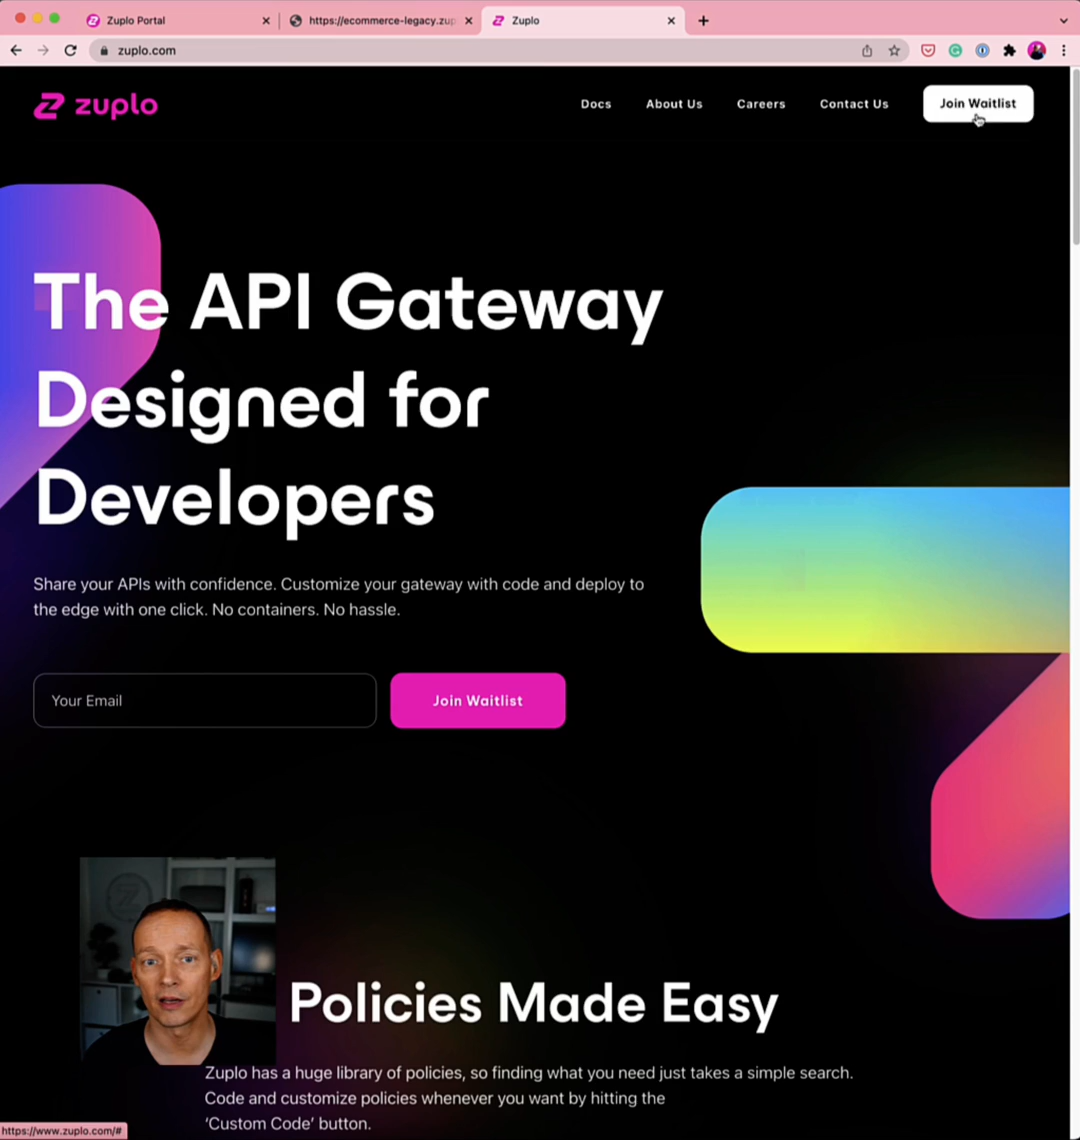 Zuplo Portal
https://ecommerce-legacy.zup
Zuplo
zuplo.com
zuplo
Docs
About Us
Careers
Contact Us
Join Waitlist
The API Gateway
Designed for
Developers
Share your APIs with confidence. Customize your gateway with code and deploy to
the edge with one click. No containers. No hassle.
Your Email
Join Waitlist
Policies Made Easy
Zuplo has a huge library of policies, so finding what you need just takes a simple search.
Code and customize policies whenever you want by hitting the
‘Custom Code’ button.
https://www.zuplo.com/#